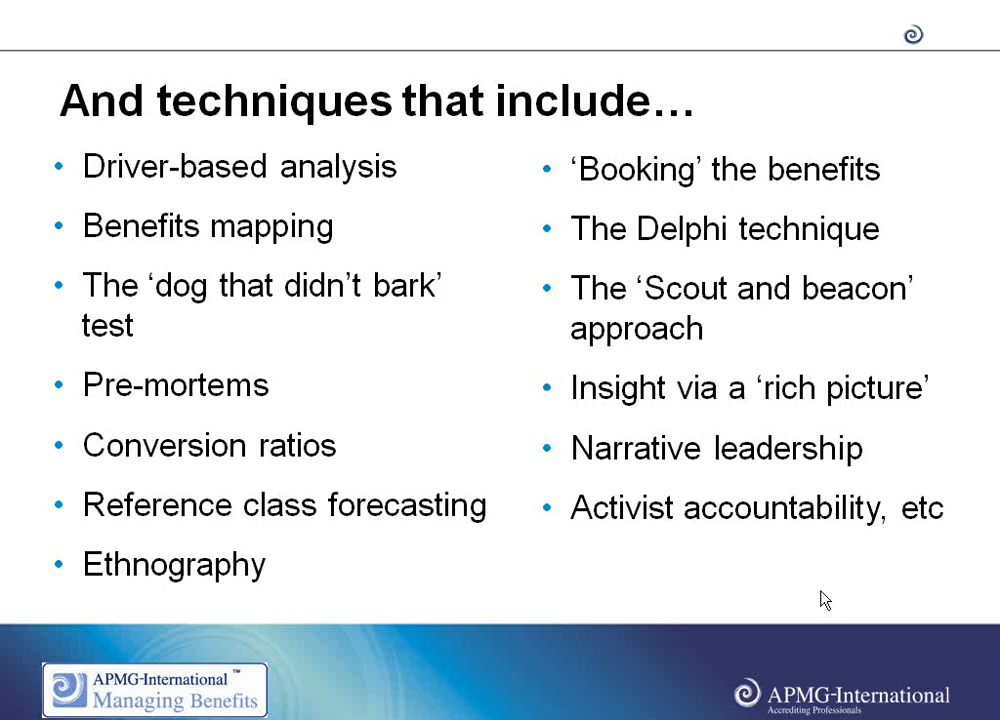 And techniques that include…
• Driver-based analysis
• Benefits mapping
• The ‘dog that didn’t bark’
test
• Pre-mortems
• Conversion ratios
• Reference class forecasting
• Ethnography
• ‘Booking’ the benefits
• The Delphi technique
• The ‘Scout and beacon’
approach
• Insight via a ‘rich picture’
• Narrative leadership
• Activist accountability, etc
APMG-International™
Managing Benefits
APMG-International
Accrediting Professionals